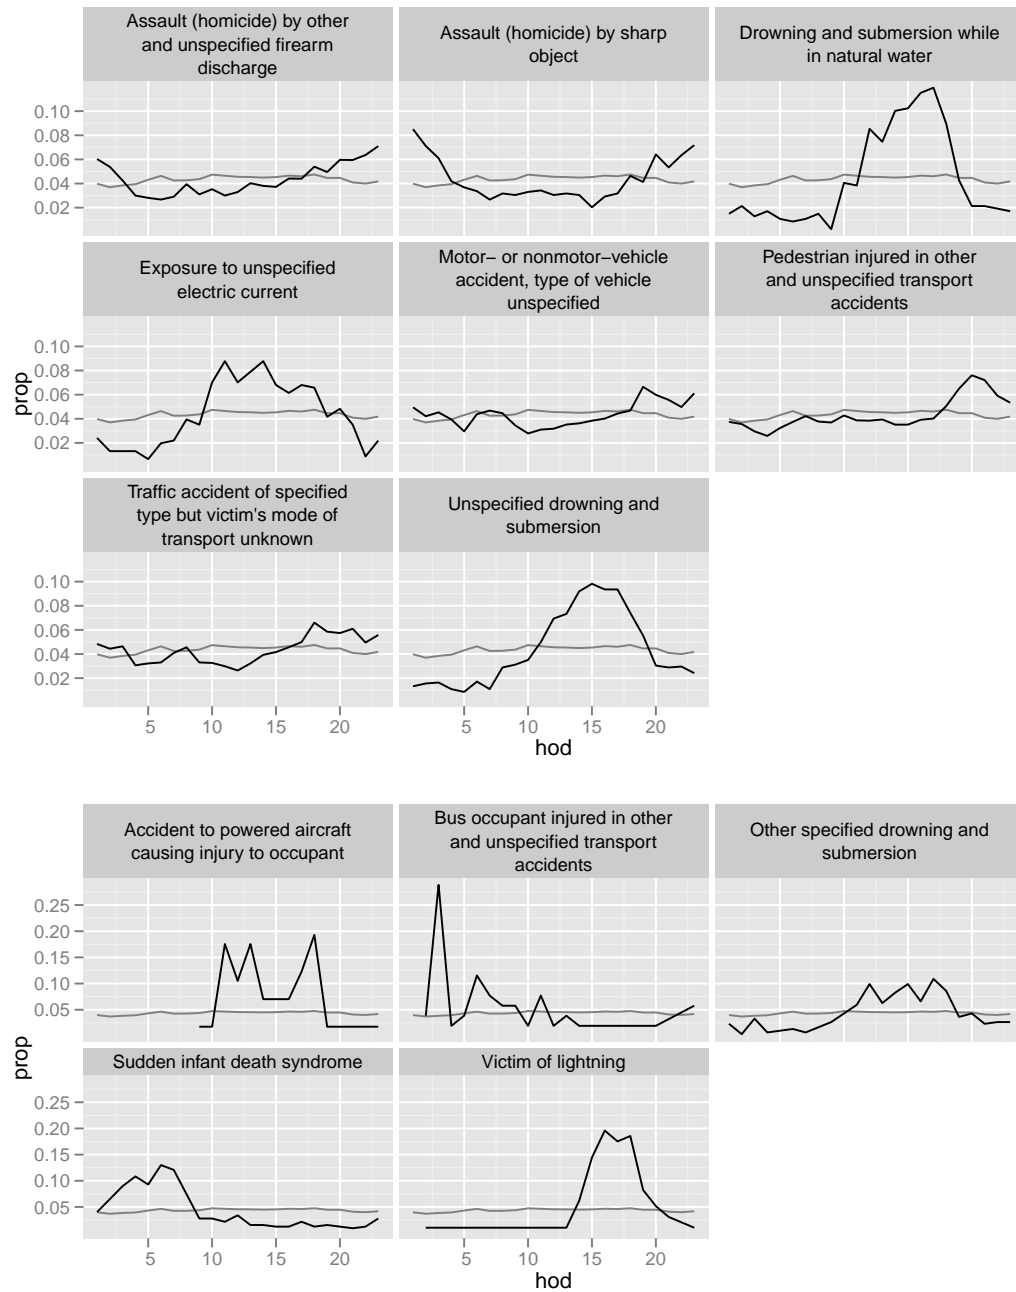 Assault (homicide) by other
and unspecified firearm
discharge
Assault (homicide) by sharp
object
Drowning and submersion while
in natural water
0.10
0.08
0.06
0.04
0.02
Exposure to unspecified
electric current
Motor− or nonmotor−vehicle
accident, type of vehicle
unspecified
Pedestrian injured in other
and unspecified transport
accidents
prop
0.10
0.08
0.06
0.04
0.02
Traffic accident of specified
type but victim's mode of
transport unknown
Unspecified drowning and
submersion
0.10
0.08
0.06
0.04
0.02
5 10 15 20 5 10 15 20
hod
Accident to powered aircraft
causing injury to occupant
Bus occupant injured in other
and unspecified transport
accidents
Other specified drowning and
submersion
0.25
0.20
0.15
0.10
0.05
prop
Sudden infant death syndrome
Victim of lightning
0.25
0.20
0.15
0.10
0.05
5 10 15 20 5 10 15 20
hod